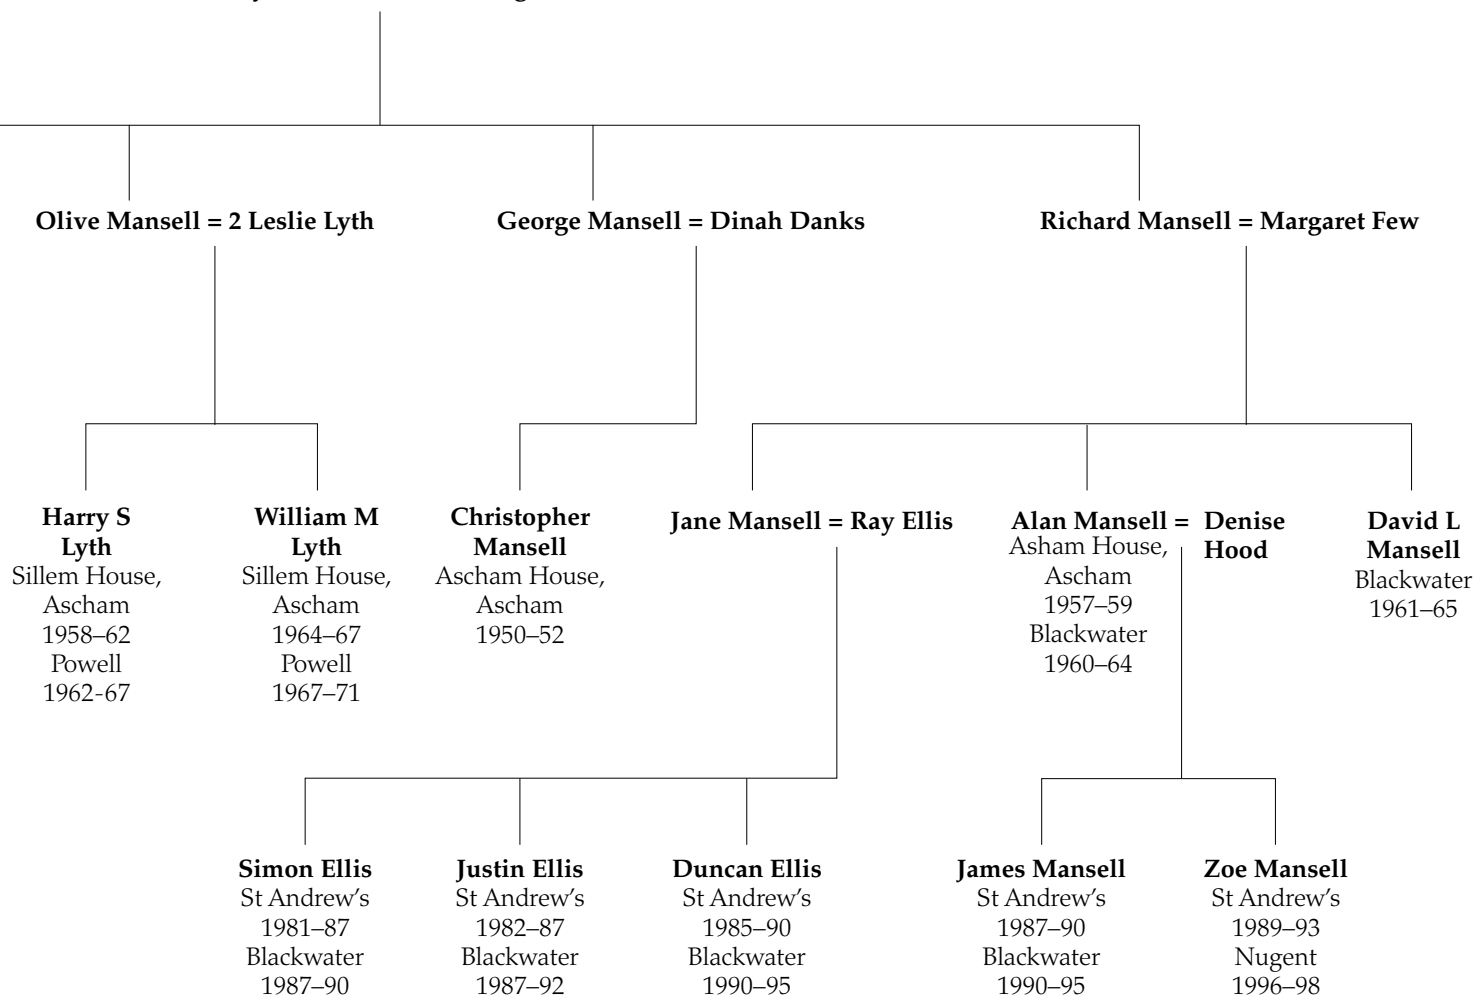 Olive Mansell = 2 Leslie Lyth
George Mansell = Dinah Danks
Richard Mansell = Margaret Few
Harry S
Lyth
Sillem House,
Ascham
1958–62
Powell
1962-67
William M
Lyth
Sillem House,
Ascham
1964–67
Powell
1967–71
Christopher
Mansell
Ascham House,
Ascham
1950–52
Jane Mansell = Ray Ellis
Alan Mansell =
Asham House,
Ascham
1957–59
Blackwater
1960–64
Denise
Hood
David L
Mansell
Blackwater
1961–65
Simon Ellis
St Andrew’s
1981–87
Blackwater
1987–90
Justin Ellis
St Andrew’s
1982–87
Blackwater
1987–92
Duncan Ellis
St Andrew’s
1985–90
Blackwater
1990–95
James Mansell
St Andrew’s
1987–90
Blackwater
1990–95
Zoe Mansell
St Andrew’s
1989–93
Nugent
1996–98